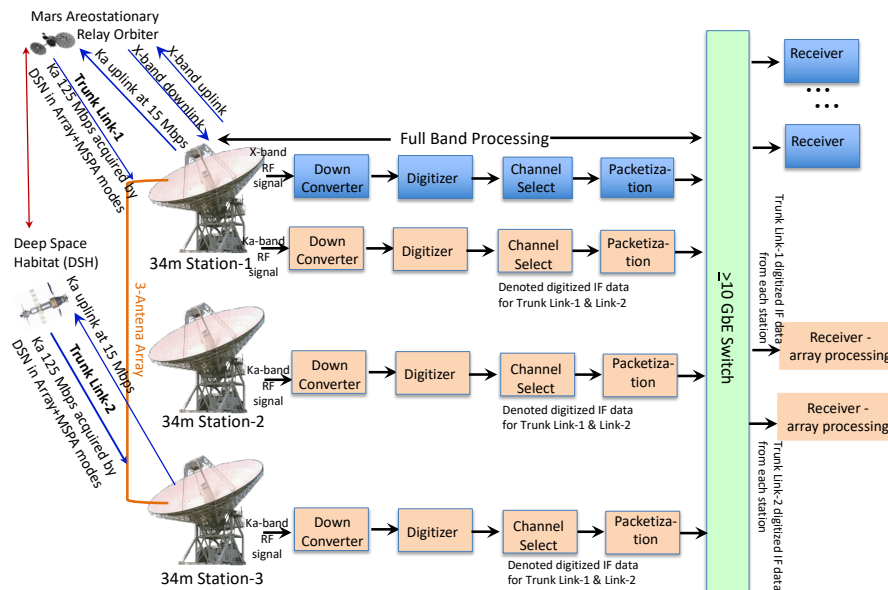 Mars Areostationary
Relay Orbiter
X-band uplink
X-band downlink
Ka uplink at 15 Mbps
Trunk Link-1
Ka 125 Mbps acquired by
DSN in Array+MSPA modes
Full Band Processing
X-band
RF
signal
Down
Converter
Digitizer
Channel
Select
Packetiza-
tion
34m Station-1
Ka-band
RF
signal
Down
Converter
Digitizer
Channel
Select
Packetiza-
tion
Denoted digitized IF data
for Trunk Link-1 & Link-2
Deep Space
Habitat (DSH)
3-Antena Array
Ka uplink at 15 Mbps
Trunk Link-2
Ka 125 Mbps acquired by
DSN in Array+MSPA modes
34m Station-2
Ka-band
RF
signal
Down
Converter
Digitizer
Channel
Select
Packetiza-
tion
Denoted digitized IF data
for Trunk Link-1 & Link-2
34m Station-3
Ka-band
RF
signal
Down
Converter
Digitizer
Channel
Select
Packetiza-
tion
Denoted digitized IF data
for Trunk Link-1 & Link-2
≥10 GbE Switch
Receiver
...
...
Receiver
Trunk Link-1 digitized IF data
from each station
Receiver -
array processing
Receiver -
array processing
Trunk Link-2 digitized IF data
from each station